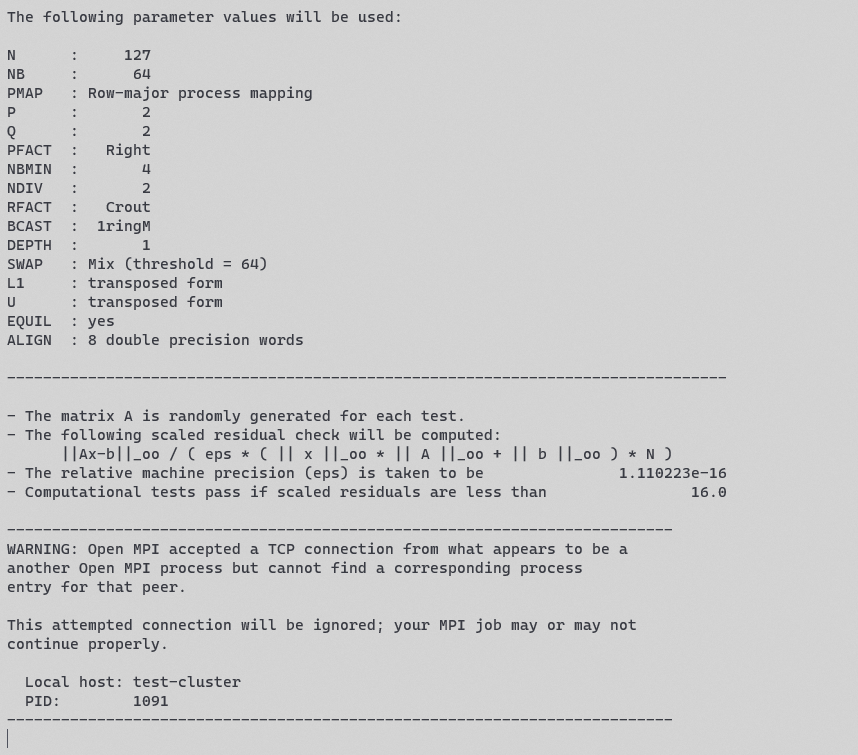 The following parameter values will be used:

N      :     127
NB     :      64
PMAP   : Row-major process mapping
P      :       2
Q      :       2
PFACT  :   Right
NBMIN  :       4
NDIV   :       2
RFACT  :   Crout
BCAST  :  1ringM
DEPTH  :       1
SWAP   : Mix (threshold = 64)
L1     : transposed form
U      : transposed form
EQUIL  : yes
ALIGN  : 8 double precision words

--------------------------------------------------------------------------------

- The matrix A is randomly generated for each test.
- The following scaled residual check will be computed:
      ||Ax-b||_oo / ( eps * ( || x ||_oo * || A ||_oo + || b ||_oo ) * N )
- The relative machine precision (eps) is taken to be               1.110223e-16
- Computational tests pass if scaled residuals are less than                16.0

--------------------------------------------------------------------------
WARNING: Open MPI accepted a TCP connection from what appears to be a
another Open MPI process but cannot find a corresponding process
entry for that peer.

This attempted connection will be ignored; your MPI job may or may not
continue properly.

  Local host: test-cluster
  PID:        1091
--------------------------------------------------------------------------